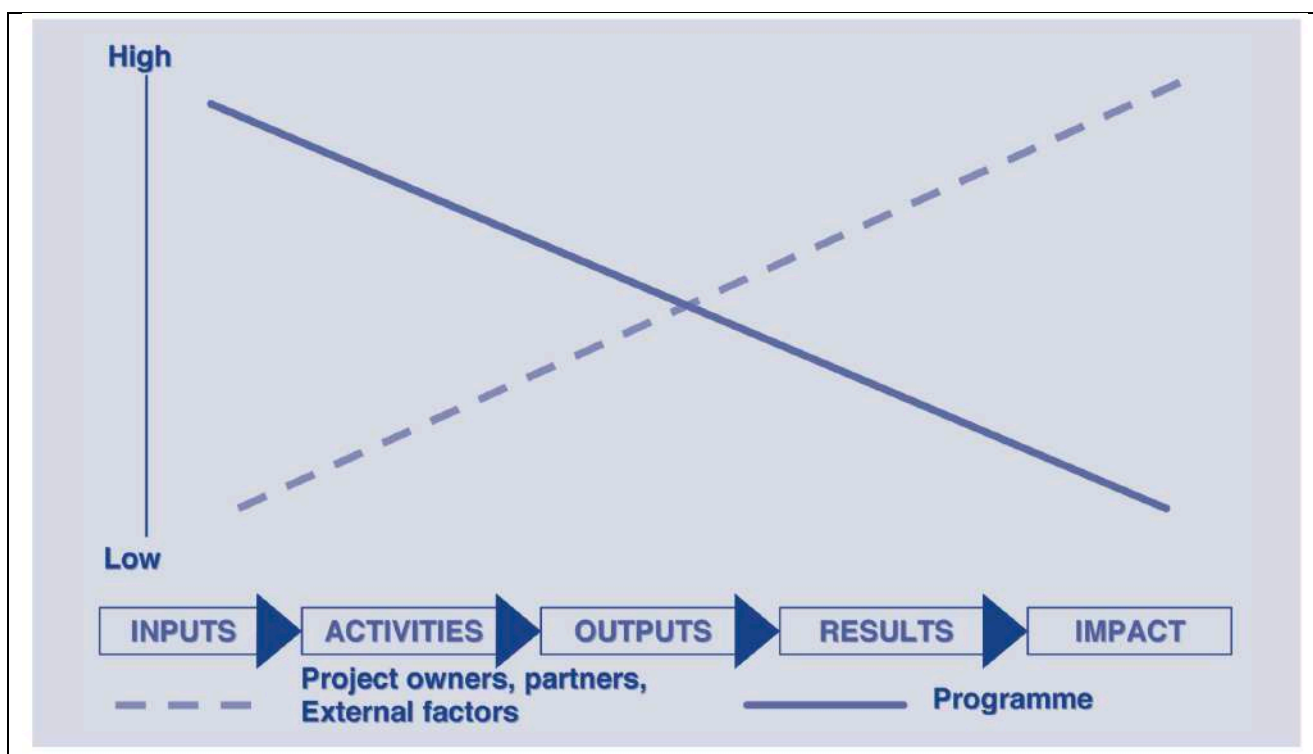 High
Low
INPUTS
ACTIVITIES
OUTPUTS
RESULTS
IMPACT
Project owners, partners,
External factors
Programme